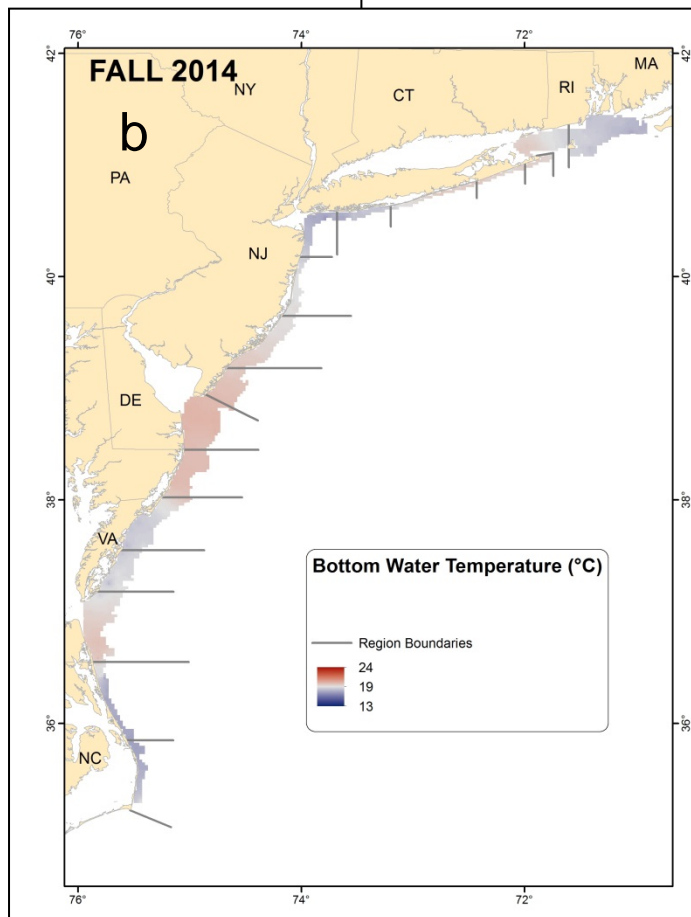 76° 74° 72°
42° 42°
FALL 2014
MA
NY
CT
RI
b
PA
NJ
40° 40°
DE
38° 38°
VA
Bottom Water Temperature (°C)
Region Boundaries
24
19
13
36° 36°
NC
76° 74° 72°